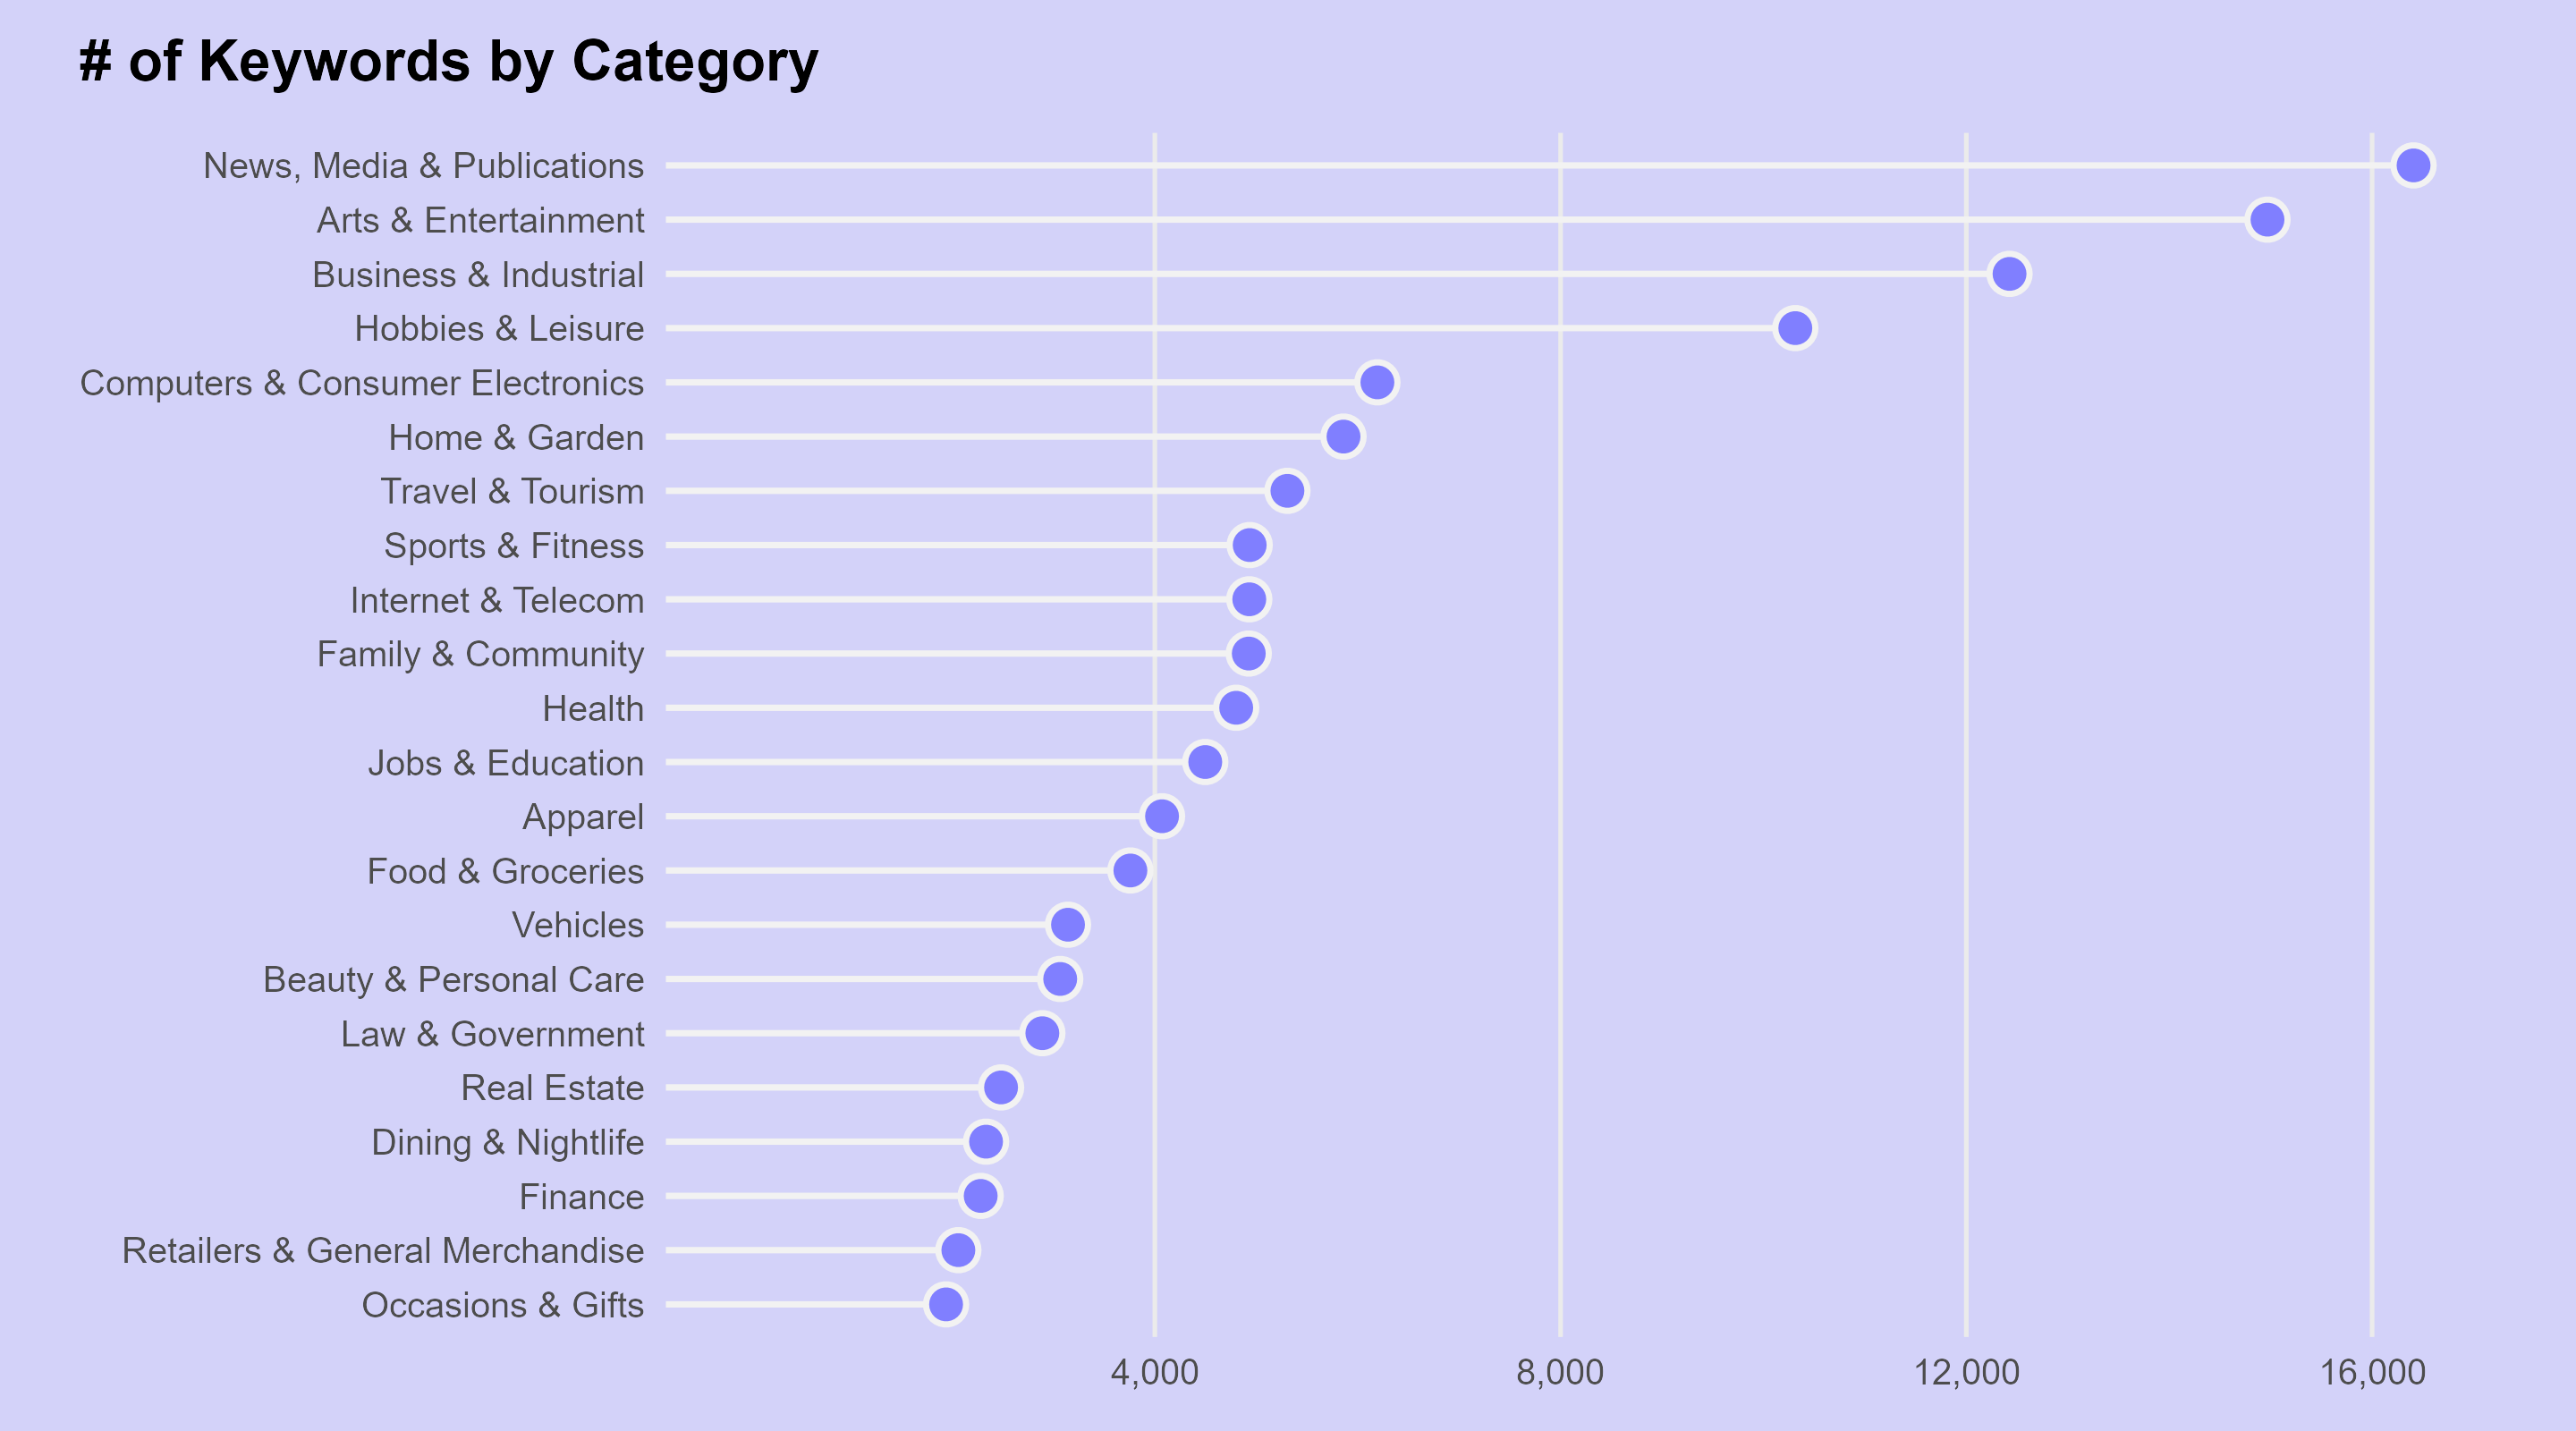 # of Keywords by Category
News, Media & Publications
Arts & Entertainment
Business & Industrial
Hobbies & Leisure
Computers & Consumer Electronics
Home & Garden
Travel & Tourism
Sports & Fitness
Internet & Telecom
Family & Community
Health
Jobs & Education
Apparel
Food & Groceries
Vehicles
Beauty & Personal Care
Law & Government
Real Estate
Dining & Nightlife
Finance
Retailers & General Merchandise
Occasions & Gifts
4,000 8,000 12,000 16,000